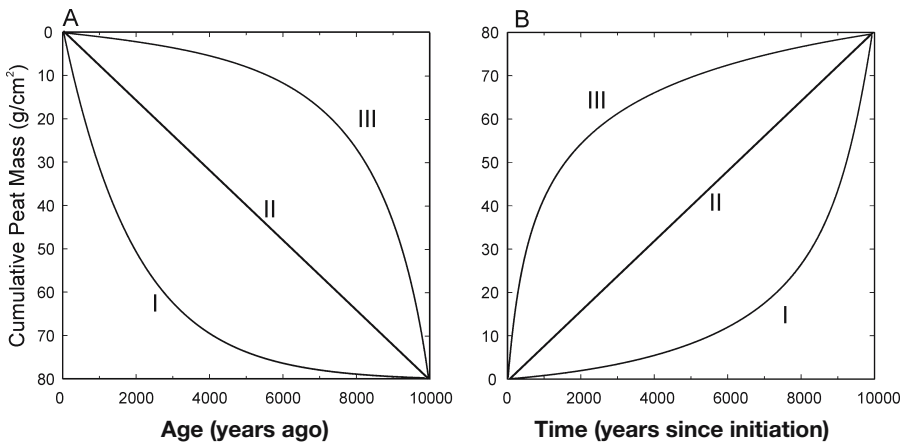 A
0
10
20
30
40
50
60
70
80
Cumulative Peat Mass (g/cm²)
I
II
III
0 2000 4000 6000 8000 10000
Age (years ago)
B
80
70
60
50
40
30
20
10
0
III
II
I
0 2000 4000 6000 8000 10000
Time (years since initiation)